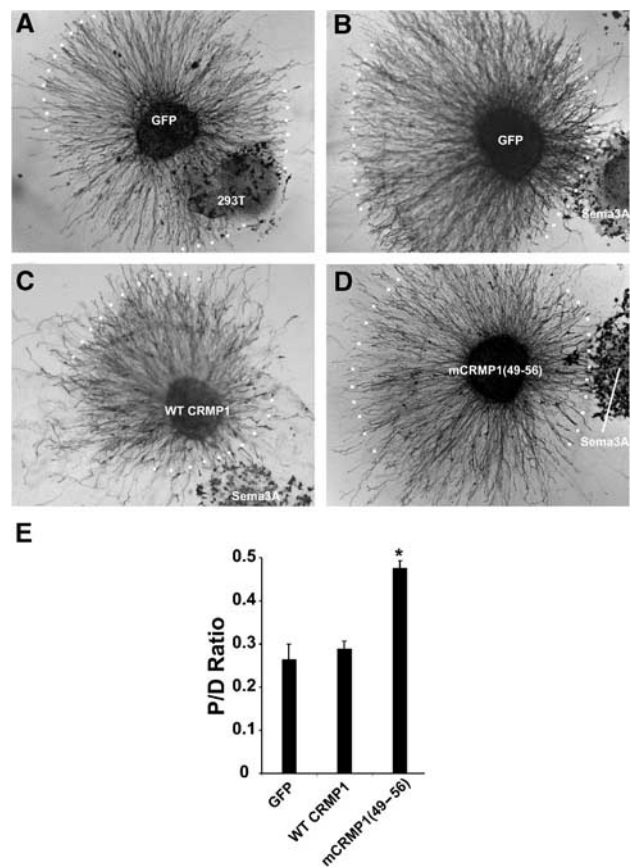 A
GFP
293T
B
GFP
Sema3A
C
WT CRMP1
Sema3A
D
mCRMP1(49-56)
Sema3A
E
P/D Ratio
0.5
0.4
0.3
0.2
0.1
0
*
GFP
WT CRMP1
mCRMP1(49–56)